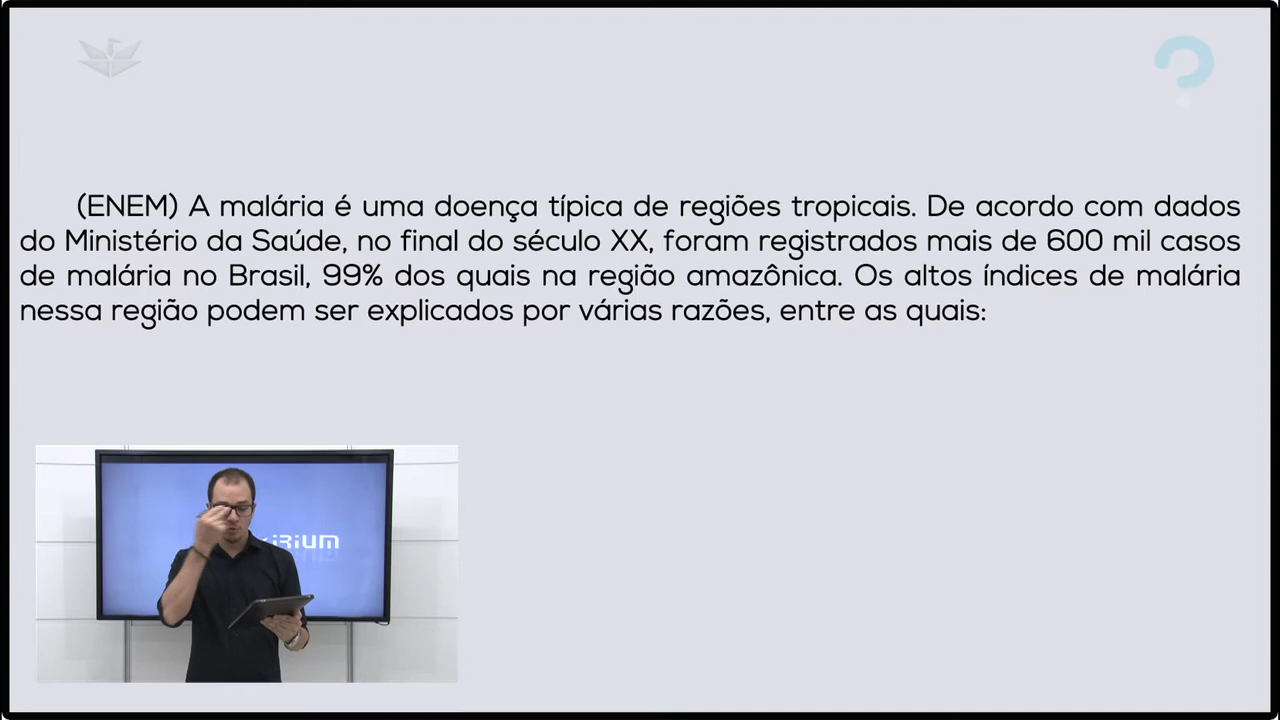 (ENEM) A malária é uma doença típica de regiões tropicais. De acordo com dados
do Ministério da Saúde, no final do século XX, foram registrados mais de 600 mil casos
de malária no Brasil, 99% dos quais na região amazônica. Os altos índices de malária
nessa região podem ser explicados por várias razões, entre as quais: